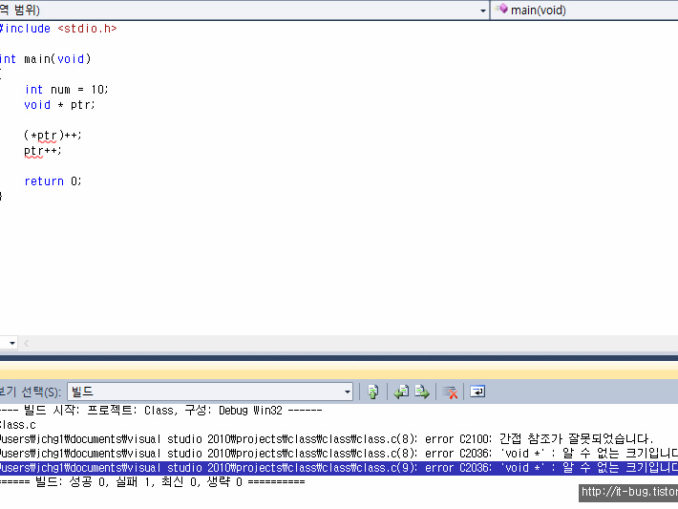 역 범위)
main(void)
#include <stdio.h>
int main(void)
{
int num = 10;
void * ptr;
(*ptr)++;
ptr++;
return 0;
}
보기 선택(S): 빌드
---- 빌드 시작: 프로젝트: Class, 구성: Debug Win32 ------
Class.c
₩users₩jchg1₩documents₩visual studio 2010₩projects₩class₩class₩class.c(8): error C2100: 간접 참조가 잘못되었습니다.
₩users₩jchg1₩documents₩visual studio 2010₩projects₩class₩class₩class.c(8): error C2036: 'void *' : 알 수 없는 크기입니다
₩users₩jchg1₩documents₩visual studio 2010₩projects₩class₩class₩class.c(9): error C2036: 'void *' : 알 수 없는 크기입니다
====== 빌드: 성공 0, 실패 1, 최신 0, 생략 0 ==========
http://it-bug.tistor